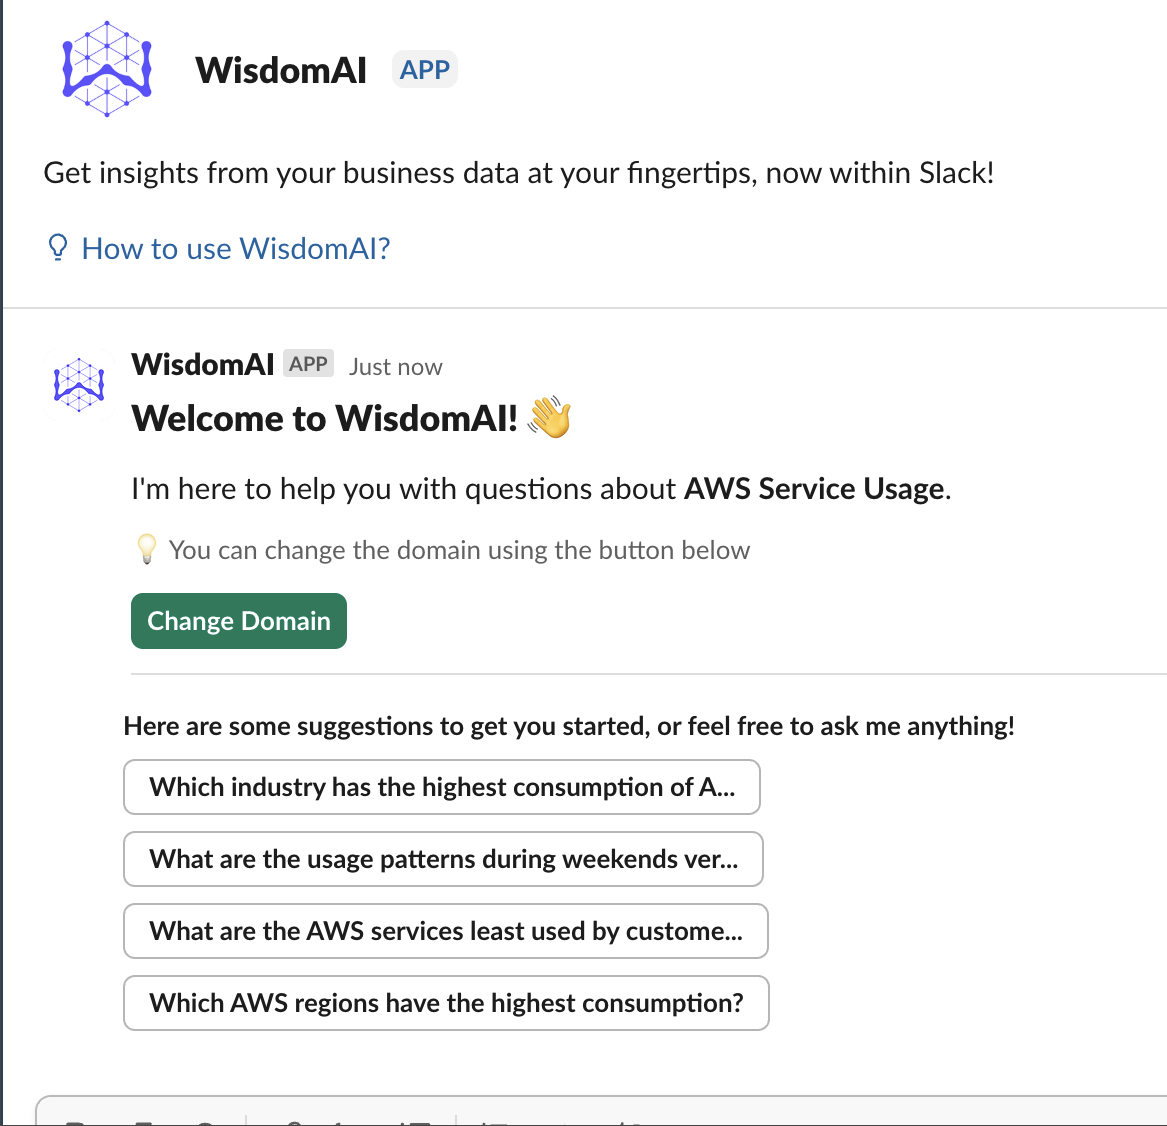 WisdomAI APP
Get insights from your business data at your fingertips, now within Slack!
How to use WisdomAI?
WisdomAI APP Just now
Welcome to WisdomAI! 👋
I'm here to help you with questions about AWS Service Usage.
💡 You can change the domain using the button below
Change Domain
Here are some suggestions to get you started, or feel free to ask me anything!
Which industry has the highest consumption of A...
What are the usage patterns during weekends ver...
What are the AWS services least used by custome...
Which AWS regions have the highest consumption?